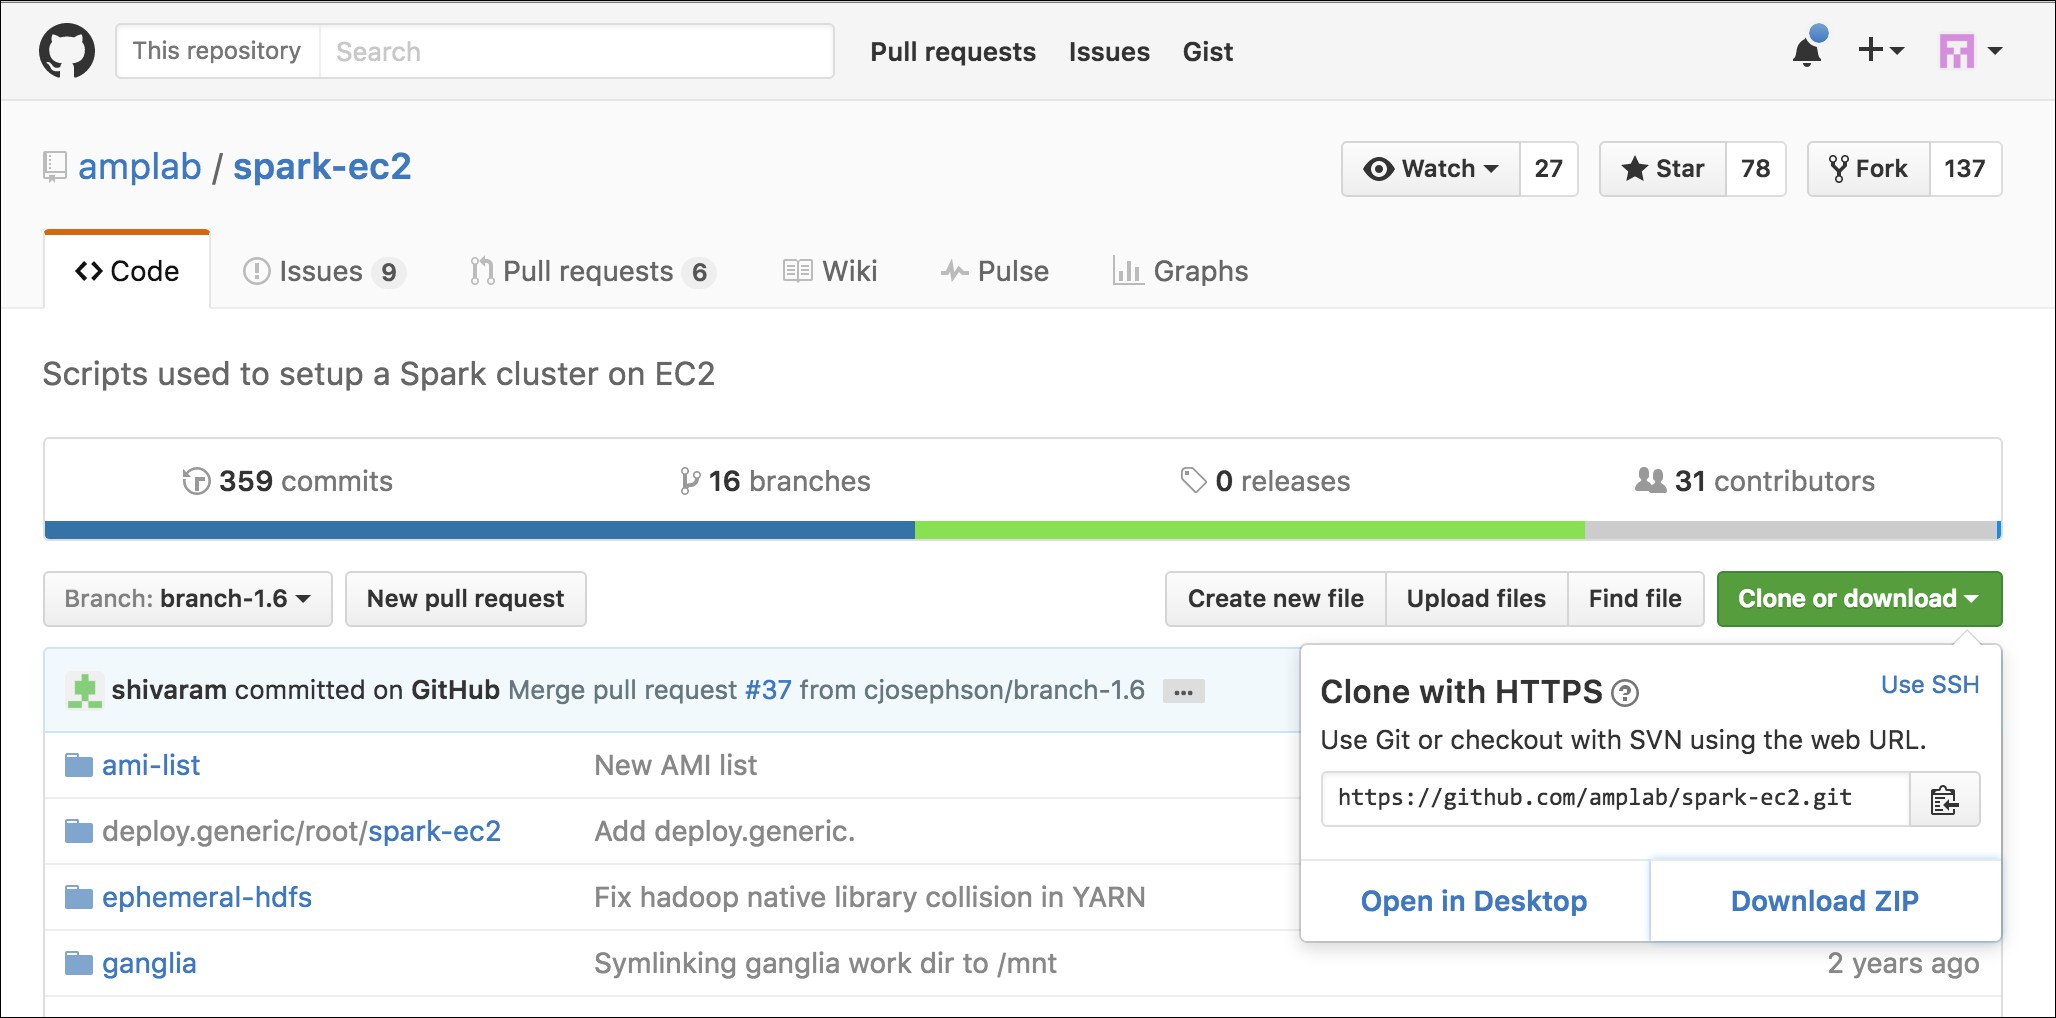 This repository Search Pull requests Issues Gist
amplab / spark-ec2 Watch 27 Star 78 Fork 137
Code Issues 9 Pull requests 6 Wiki Pulse Graphs
Scripts used to setup a Spark cluster on EC2
359 commits 16 branches 0 releases 31 contributors
Branch: branch-1.6 New pull request Create new file Upload files Find file Clone or download
shivaram committed on GitHub Merge pull request #37 from cjosephson/branch-1.6 ...
Clone with HTTPS ? Use SSH
Use Git or checkout with SVN using the web URL.
https://github.com/amplab/spark-ec2.git
Open in Desktop Download ZIP
ami-list New AMI list
deploy.generic/root/spark-ec2 Add deploy.generic.
ephemeral-hdfs Fix hadoop native library collision in YARN
ganglia Symlinking ganglia work dir to /mnt 2 years ago